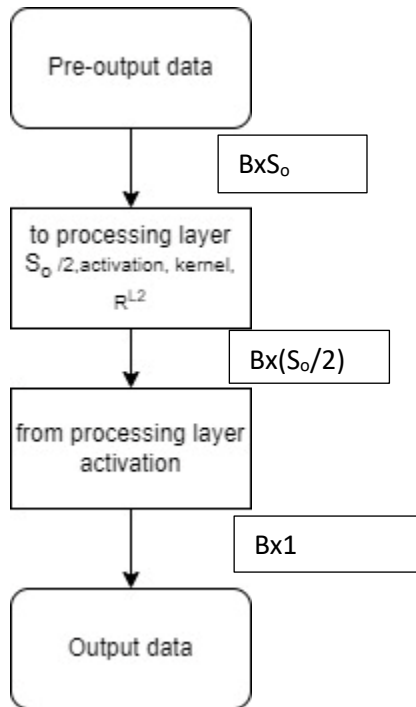 Pre-output data
BxSₒ
to processing layer
Sₒ /2,activation, kernel,
R^L2
Bx(Sₒ/2)
from processing layer
activation
Bx1
Output data